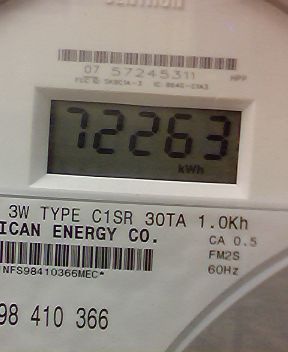 07 57245311 HPP
72263
kWh
3W TYPE C1SR 30TA 1.0Kh
ICAN ENERGY CO.
CA 0.5
FM2S
60Hz
NFS98410366MEC*
98 410 366